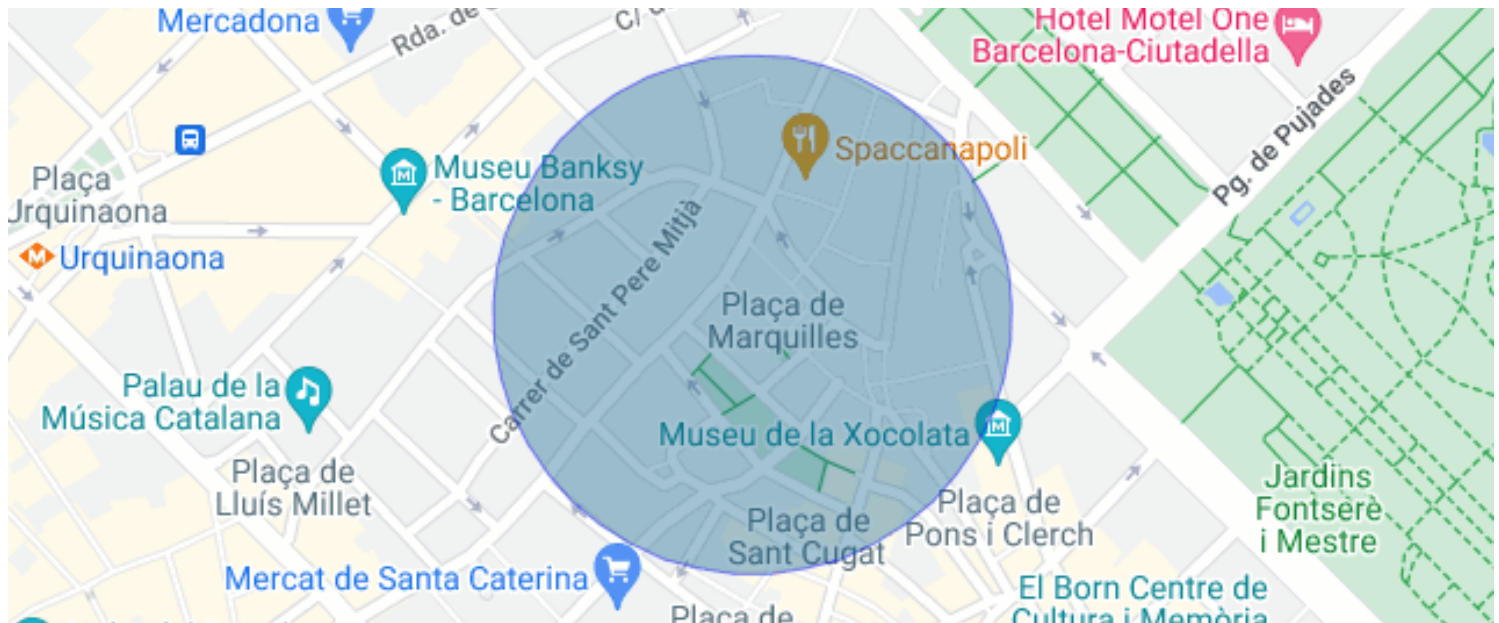 Mercadona
Rda. de
C/
Hotel Motel One
Barcelona-Ciutadella
Pg. de Pujades
Spaccanapoli
Museu Banksy
- Barcelona
Plaça
Urquinaona
Urquinaona
Carrer de Sant Pere Mitjà
Plaça de
Marquilles
Palau de la
Música Catalana
Museu de la Xocolata
Plaça de
Lluís Millet
Plaça de
Pons i Clerch
Jardins
Fontserè
i Mestre
Plaça de
Sant Cugat
Mercat de Santa Caterina
El Born Centre de
Cultura i Memòria
Plaça de